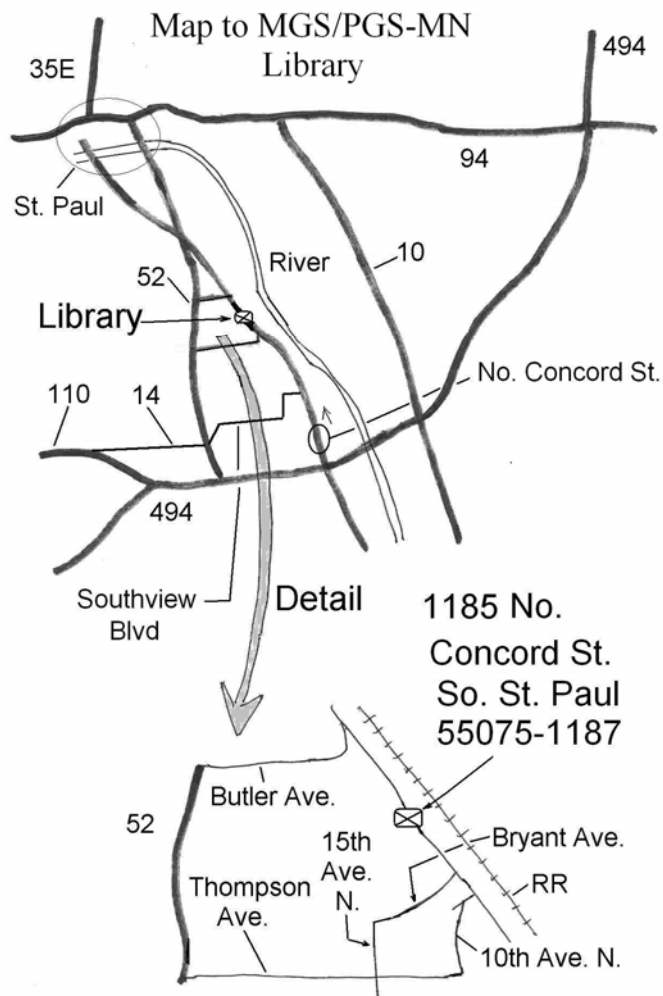 Map to MGS/PGS-MN
Library
35E
494
94
St. Paul
River
10
52
Library
No. Concord St.
110
14
494
Southview
Blvd
Detail
1185 No.
Concord St.
So. St. Paul
55075-1187
Butler Ave.
52
15th
Ave.
N.
Bryant Ave.
Thompson
Ave.
RR
10th Ave. N.